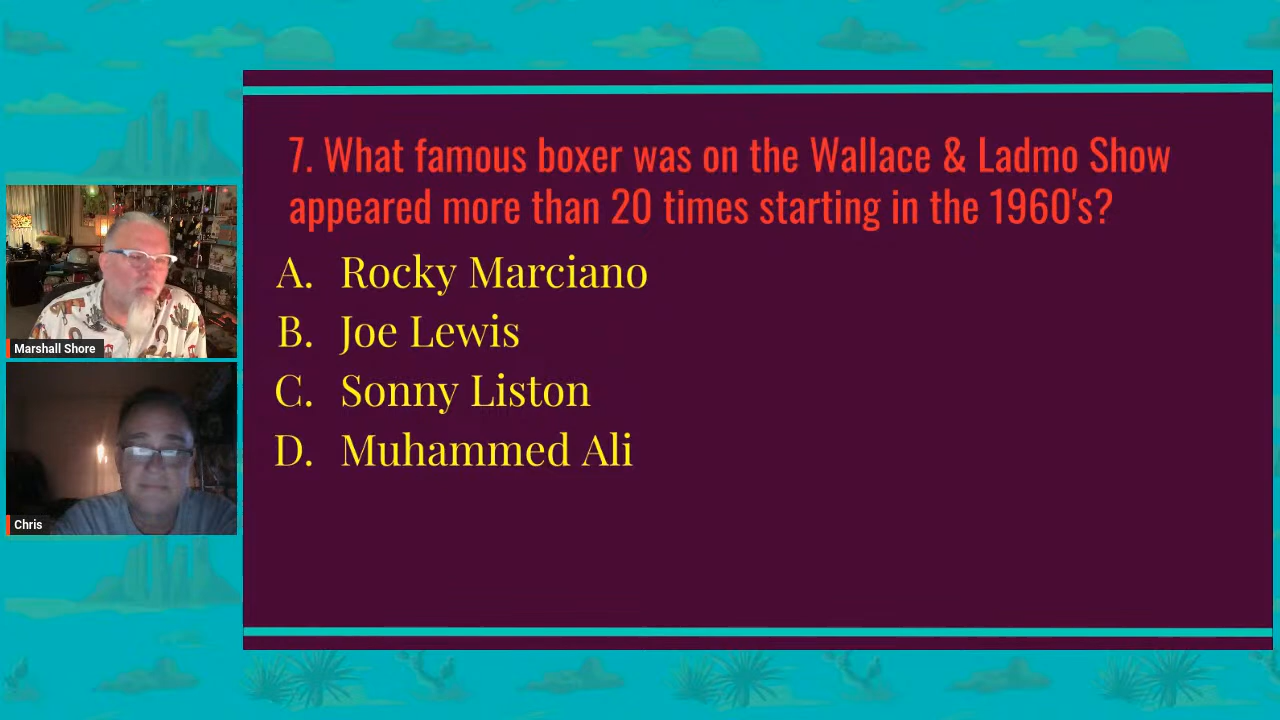 7. What famous boxer was on the Wallace & Ladmo Show
appeared more than 20 times starting in the 1960's?
A. Rocky Marciano
B. Joe Lewis
C. Sonny Liston
D. Muhammed Ali
Marshall Shore
Chris